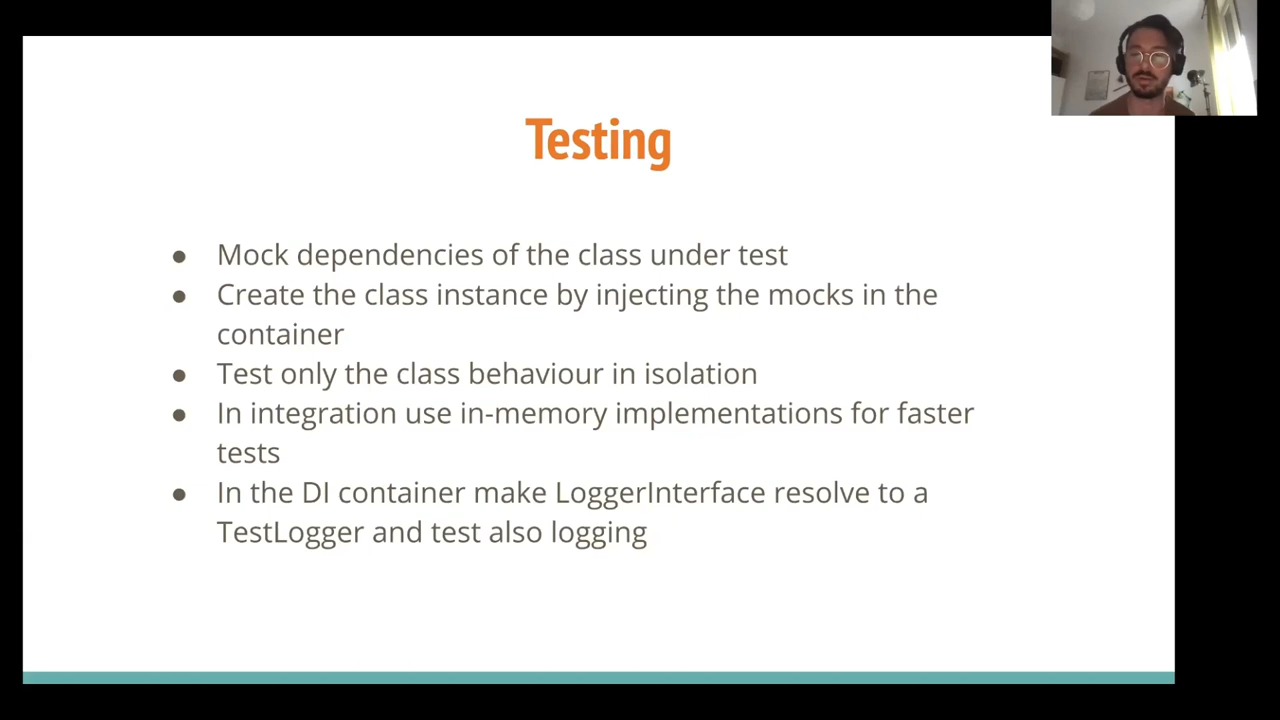 Testing
● Mock dependencies of the class under test
● Create the class instance by injecting the mocks in the
container
● Test only the class behaviour in isolation
● In integration use in-memory implementations for faster
tests
● In the DI container make LoggerInterface resolve to a
TestLogger and test also logging